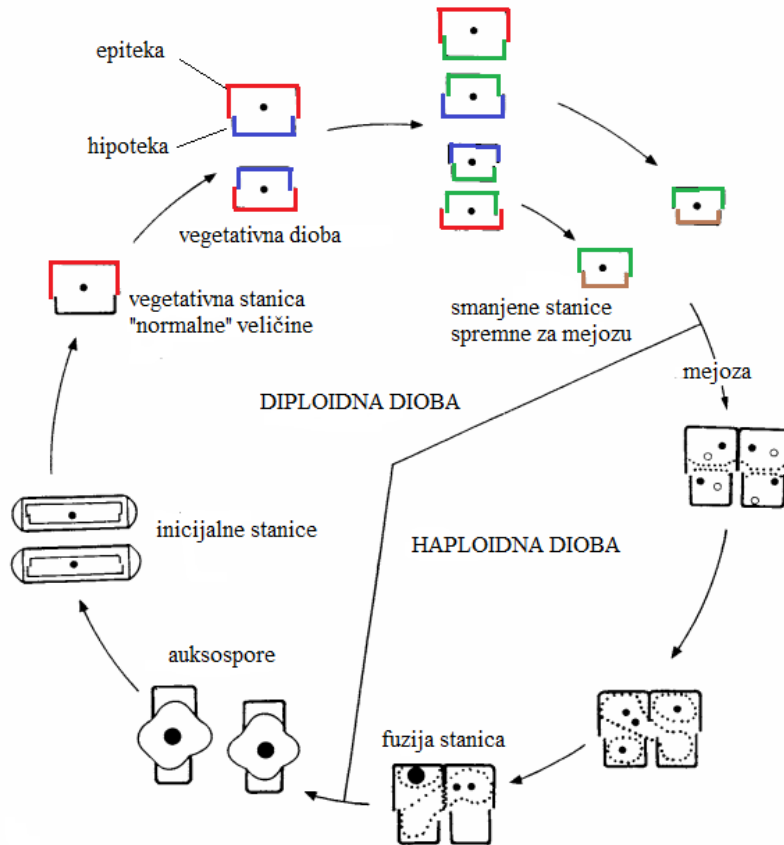 epiteka
hipoteka
vegetativna dioba
vegetativna stanica
"normalne" veličine
smanjene stanice
spremne za mejozu
mejoza
DIPLOIDNA DIOBA
HAPLOIDNA DIOBA
inicijalne stanice
auksospore
fuzija stanica